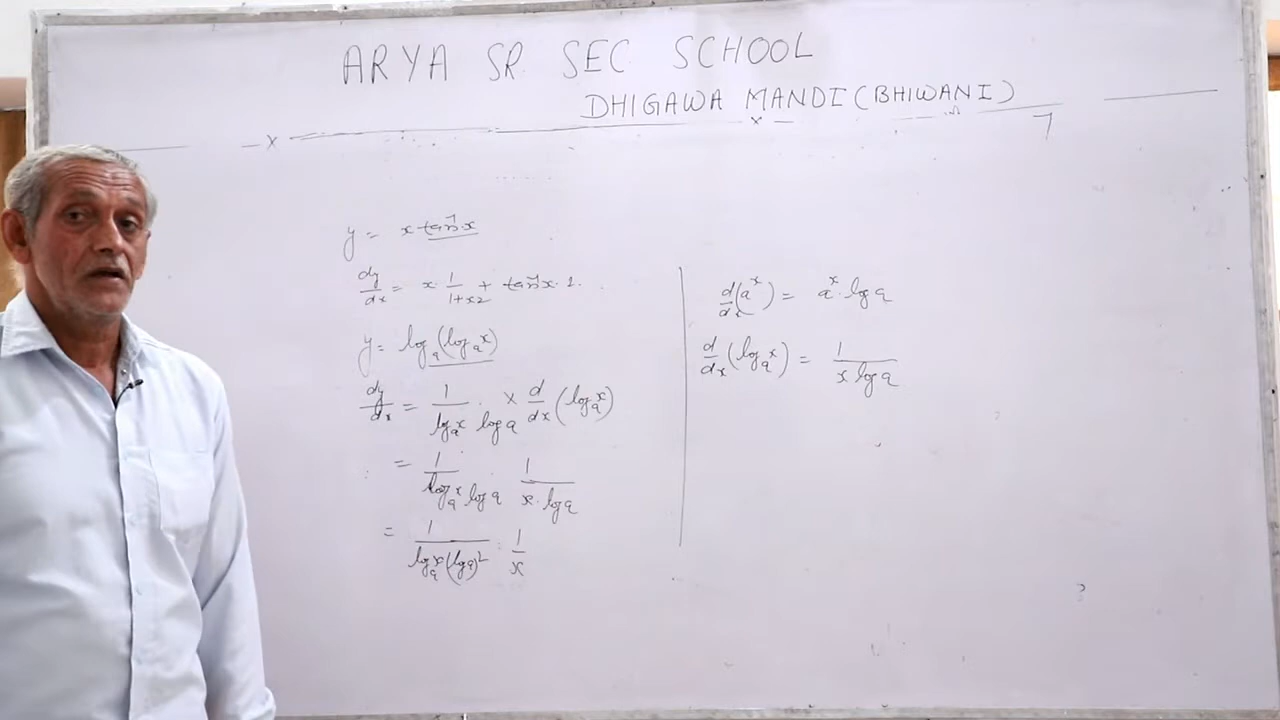 ARYA SR. SEC. SCHOOL
DHIGAWA MANDI (BHIWANI)
7
y = x tan⁻¹x
dy/dx = x · 1/1+x2 + tan⁻¹x · 1.
y = logₐ(logₐx)
dy/dx = 1/logₐx log a · × d/dx (logₐx)
= 1/logₐx log a · 1/x · log a
= 1/logₐx (log a)² · 1/x
d/dx (aˣ) = aˣ · log a
d/dx (logₐx) = 1/x log a